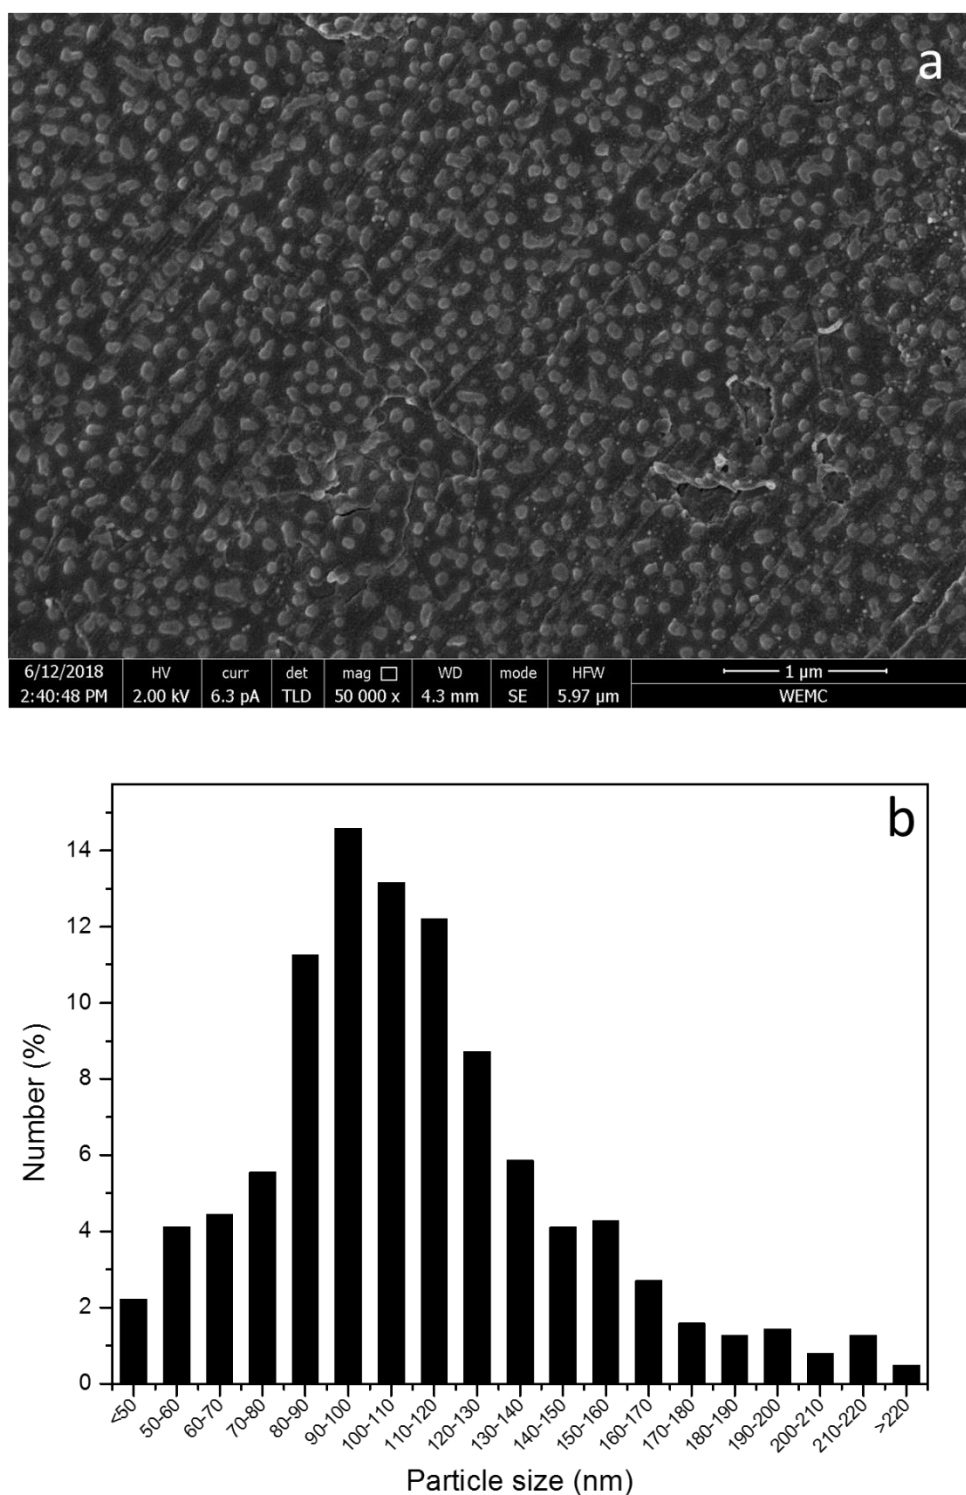 a
6/12/2018 HV curr det mag WD mode HFW 1 µm
2:40:48 PM 2.00 kV 6.3 pA TLD 50 000 x 4.3 mm SE 5.97 µm WEMC
b
14
12
10
8
6
4
2
0
Number (%)
<50 50-60 60-70 70-80 80-90 90-100 100-110 110-120 120-130 130-140 140-150 150-160 160-170 170-180 180-190 190-200 200-210 210-220 >220
Particle size (nm)